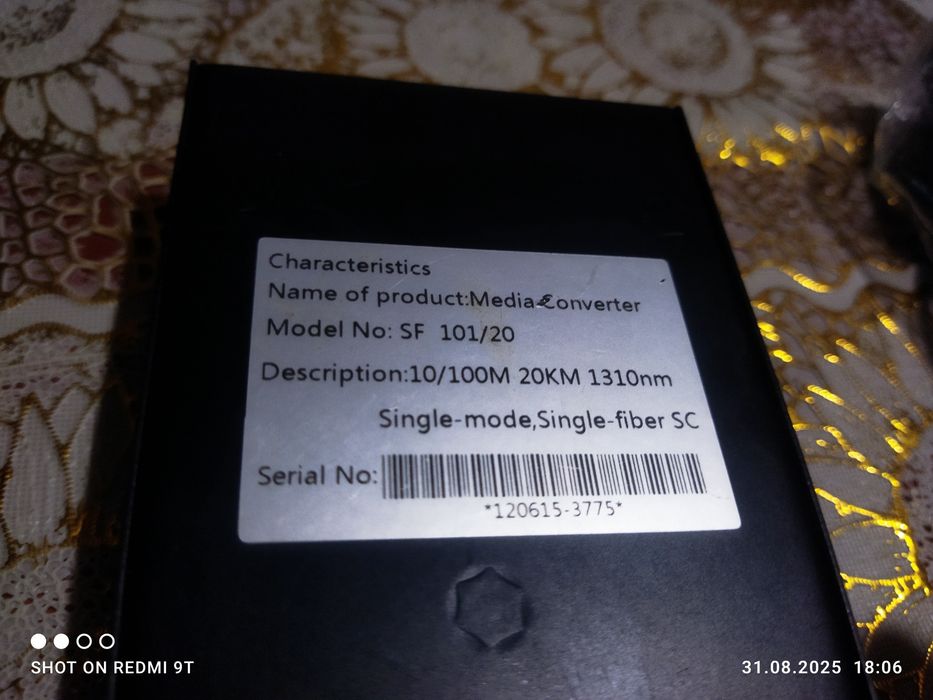 Characteristics
Name of product:Media Converter
Model No: SF 101/20
Description:10/100M 20KM 1310nm
Single-mode,Single-fiber SC
Serial No:
*120615-3775*
SHOT ON REDMI 9T
31.08.2025 18:06